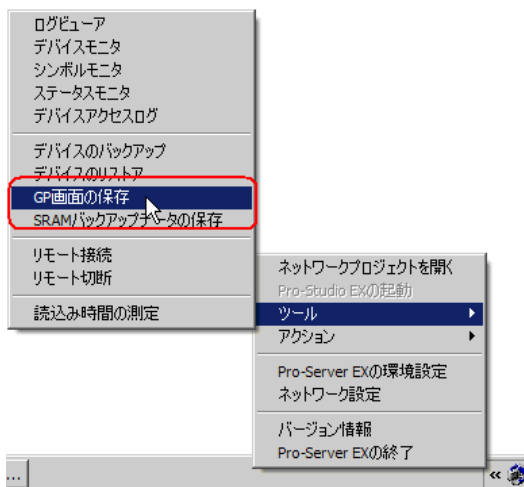 ログビューア
デバイスモニタ
シンボルモニタ
ステータスモニタ
デバイスアクセスログ
デバイスのバックアップ
デバイスのリストア
GP画面の保存
SRAMバックアップデータの保存
リモート接続
リモート切断
読込み時間の測定
ネットワークプロジェクトを開く
Pro-Studio EXの起動
ツール
アクション
Pro-Server EXの環境設定
ネットワーク設定
バージョン情報
Pro-Server EXの終了
...
«